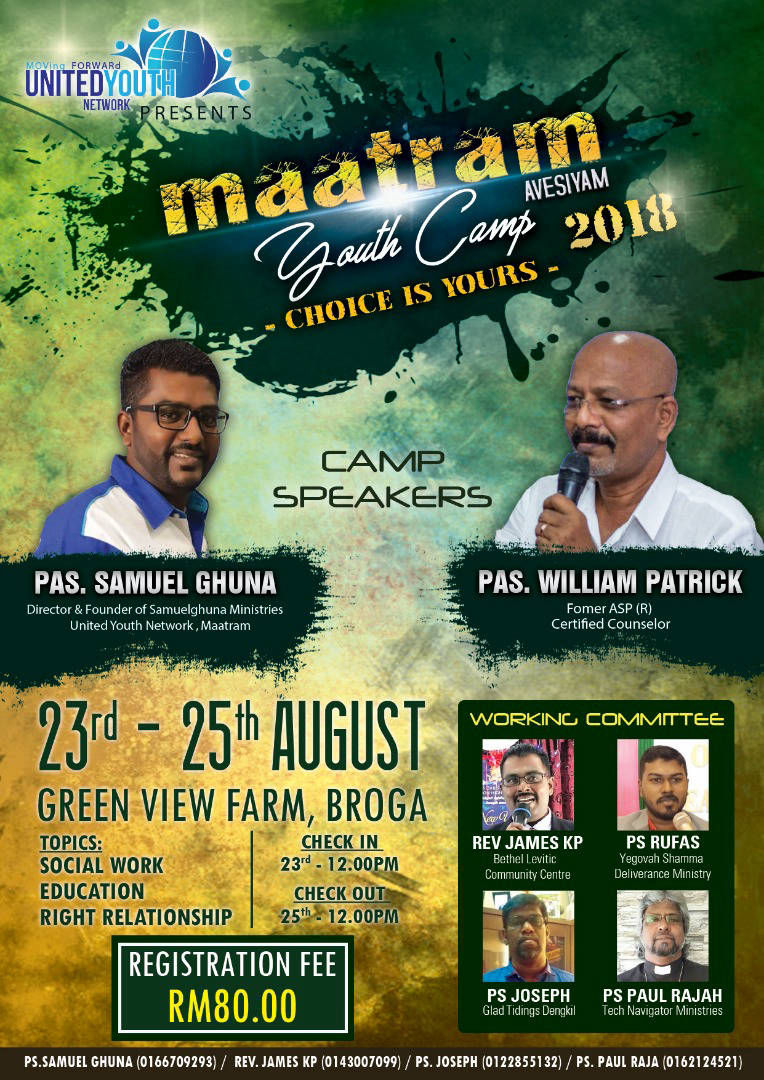 MOVing FORWARd
UNITEDYOUTH
NETWORK
PRESENTS
maatram
AVESIYAM
Youth Camp 2018
- CHOICE IS YOURS -
CAMP
SPEAKERS
PAS. SAMUEL GHUNA
Director & Founder of Samuelghuna Ministries
United Youth Network , Maatram
PAS. WILLIAM PATRICK
Fomer ASP (R)
Certified Counselor
23rd - 25th AUGUST
GREEN VIEW FARM, BROGA
TOPICS:
SOCIAL WORK
EDUCATION
RIGHT RELATIONSHIP
CHECK IN
23rd - 12.00PM
CHECK OUT
25th - 12.00PM
REGISTRATION FEE
RM80.00
WORKING COMMITTEE
REV JAMES KP
Bethel Levitic
Community Centre
PS RUFAS
Yegovah Shamma
Deliverance Ministry
PS JOSEPH
Glad Tidings Dengkil
PS PAUL RAJAH
Tech Navigator Ministries
PS.SAMUEL GHUNA (0166709293) / REV. JAMES KP (0143007099) / PS. JOSEPH (0122855132) / PS. PAUL RAJA (0162124521)